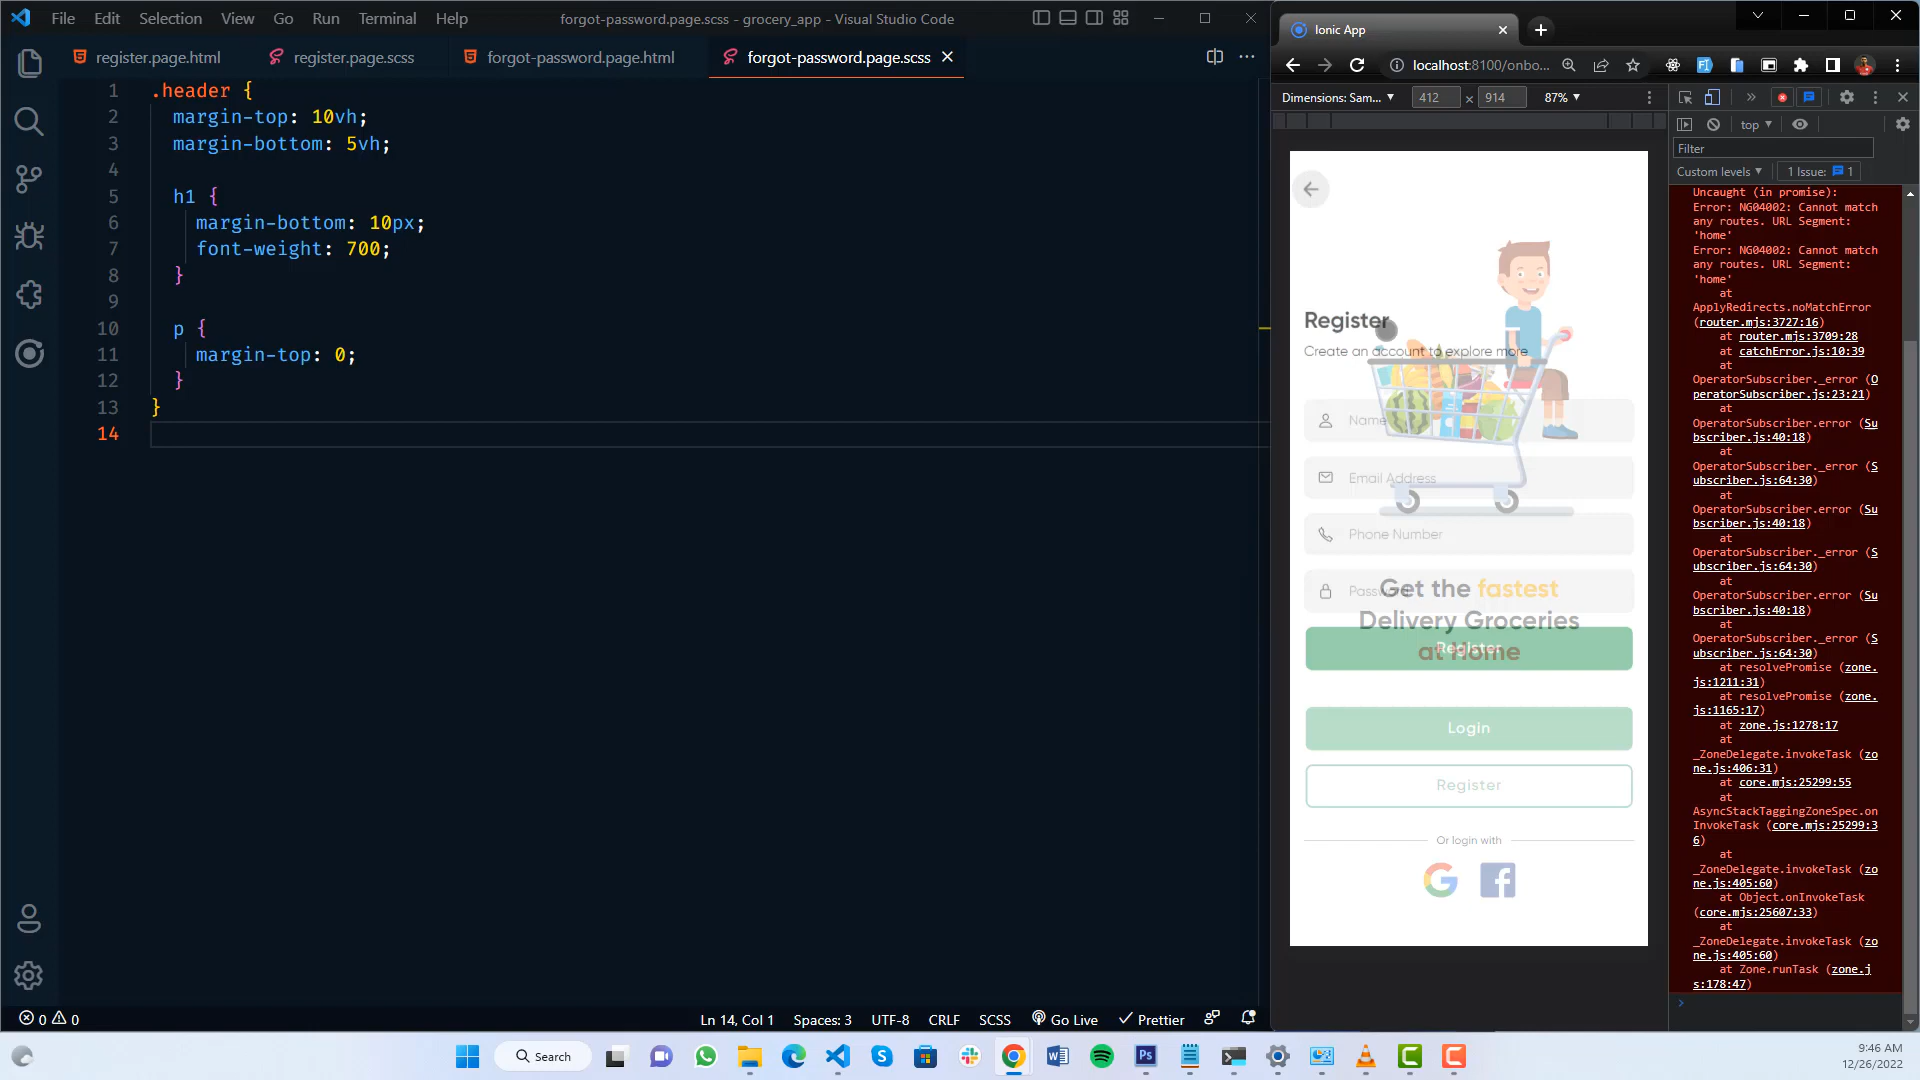 File Edit Selection View Go Run Terminal Help
forgot-password.page.scss - grocery_app - Visual Studio Code
register.page.html
register.page.scss
forgot-password.page.html
forgot-password.page.scss
1 .header {
2 margin-top: 10vh;
3 margin-bottom: 5vh;
4
5 h1 {
6 margin-bottom: 10px;
7 font-weight: 700;
8 }
9
10 p {
11 margin-top: 0;
12 }
13 }
14
0 0
Ln 14, Col 1 Spaces: 3 UTF-8 CRLF SCSS Go Live Prettier
Ionic App
localhost:8100/onbo...
Dimensions: Sam... 412 × 914 87%
Register
Create an account to explore more
Name
Email Address
Phone Number
Password
Register
Get the fastest
Delivery Groceries
at Home
Login
Register
Or login with
top
Filter
Custom levels 1 Issue: 1
Uncaught (in promise):
Error: NG04002: Cannot match
any routes. URL Segment:
'home'
Error: NG04002: Cannot match
any routes. URL Segment:
'home'
at
ApplyRedirects.noMatchError
(router.mjs:3727:16)
at router.mjs:3709:28
at catchError.js:10:39
at
OperatorSubscriber._error (O
peratorSubscriber.js:23:21)
at
OperatorSubscriber.error (Su
bscriber.js:40:18)
at
OperatorSubscriber._error (S
ubscriber.js:64:30)
at
OperatorSubscriber.error (Su
bscriber.js:40:18)
at
OperatorSubscriber._error (S
ubscriber.js:64:30)
at
OperatorSubscriber.error (Su
bscriber.js:40:18)
at
OperatorSubscriber._error (S
ubscriber.js:64:30)
at resolvePromise (zone.
js:1211:31)
at resolvePromise (zone.
js:1165:17)
at zone.js:1278:17
at
_ZoneDelegate.invokeTask (zo
ne.js:406:31)
at core.mjs:25299:55
at
AsyncStackTaggingZoneSpec.on
InvokeTask (core.mjs:25299:3
6)
at
_ZoneDelegate.invokeTask (zo
ne.js:405:60)
at Object.onInvokeTask
(core.mjs:25607:33)
at
_ZoneDelegate.invokeTask (zo
ne.js:405:60)
at Zone.runTask (zone.j
s:178:47)
Search
9:46 AM
12/26/2022